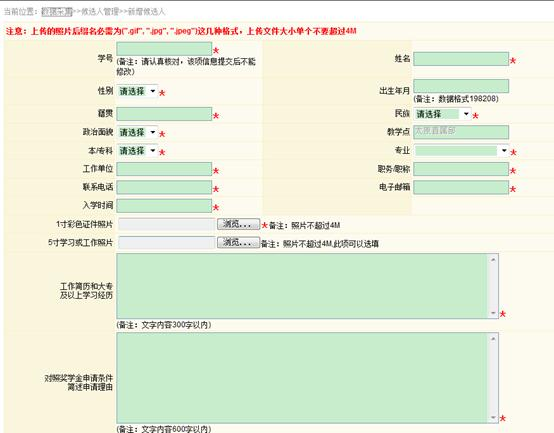 当前位置：数据采集>>候选人管理>>新增候选人
注意：上传的照片后缀名必需为(".gif", ".jpg", ".jpeg")这几种格式，上传文件大小单个不要超过4M
学号 * 姓名 *
(备注：请认真核对，该项信息提交后不能
修改)
性别 请选择 * 出生年月
(备注：数据格式198208)
籍贯 * 民族 请选择 *
政治面貌 请选择 * 教学点 太原直属部
本/专科 请选择 * 专业 *
工作单位 * 职务/职称 *
联系电话 * 电子邮箱 *
入学时间 *
1寸彩色证件照片 浏览... * 备注：照片不超过4M
5寸学习或工作照片 浏览... 备注：照片不超过4M,此项可以选填
工作简历和大专
及以上学习经历 *
(备注：文字内容300字以内)
对照奖学金申请条件
简述申请理由 *
(备注：文字内容600字以内)